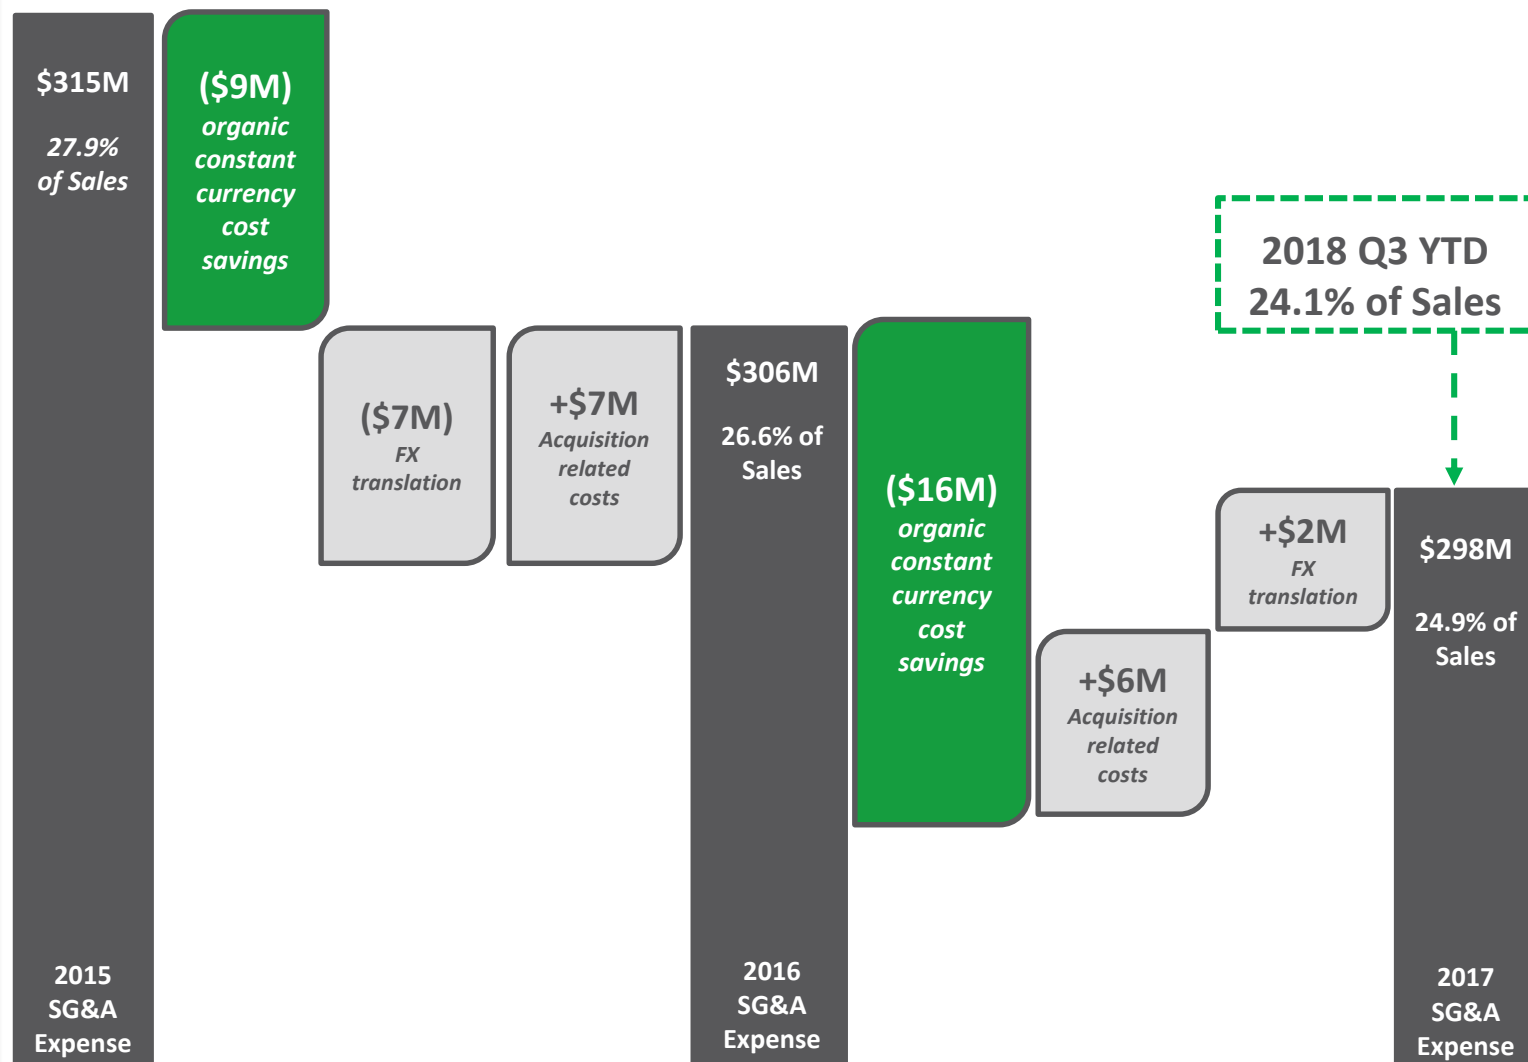 $315M
27.9%
of Sales
2015
SG&A
Expense
($9M)
organic
constant
currency
cost
savings
($7M)
FX
translation
+$7M
Acquisition
related
costs
$306M
26.6% of
Sales
2016
SG&A
Expense
($16M)
organic
constant
currency
cost
savings
+$6M
Acquisition
related
costs
+$2M
FX
translation
2018 Q3 YTD
24.1% of Sales
$298M
24.9% of
Sales
2017
SG&A
Expense